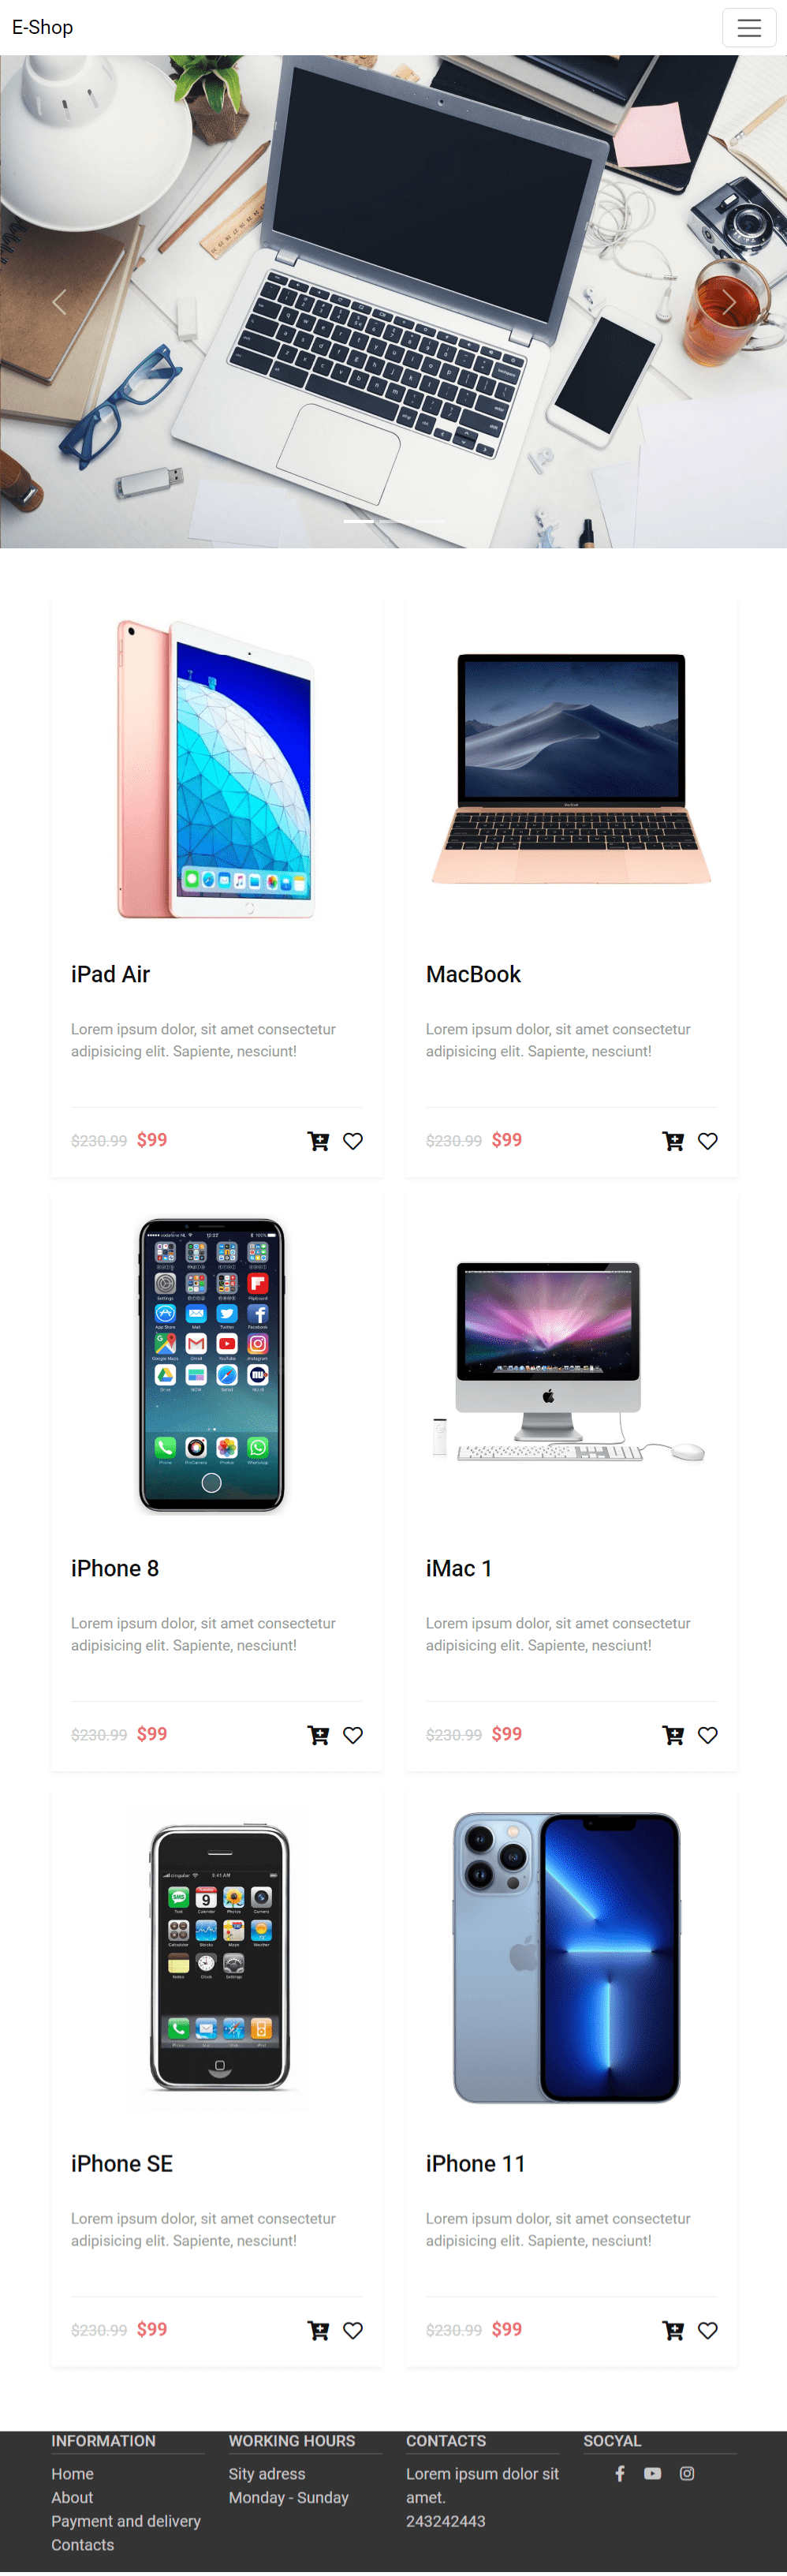 E-Shop
iPad Air
Lorem ipsum dolor, sit amet consectetur
adipisicing elit. Sapiente, nesciunt!
$230.99 $99
MacBook
Lorem ipsum dolor, sit amet consectetur
adipisicing elit. Sapiente, nesciunt!
$230.99 $99
iPhone 8
Lorem ipsum dolor, sit amet consectetur
adipisicing elit. Sapiente, nesciunt!
$230.99 $99
iMac 1
Lorem ipsum dolor, sit amet consectetur
adipisicing elit. Sapiente, nesciunt!
$230.99 $99
iPhone SE
Lorem ipsum dolor, sit amet consectetur
adipisicing elit. Sapiente, nesciunt!
$230.99 $99
iPhone 11
Lorem ipsum dolor, sit amet consectetur
adipisicing elit. Sapiente, nesciunt!
$230.99 $99
INFORMATION
Home
About
Payment and delivery
Contacts
WORKING HOURS
Sity adress
Monday - Sunday
CONTACTS
Lorem ipsum dolor sit
amet.
243242443
SOCYAL